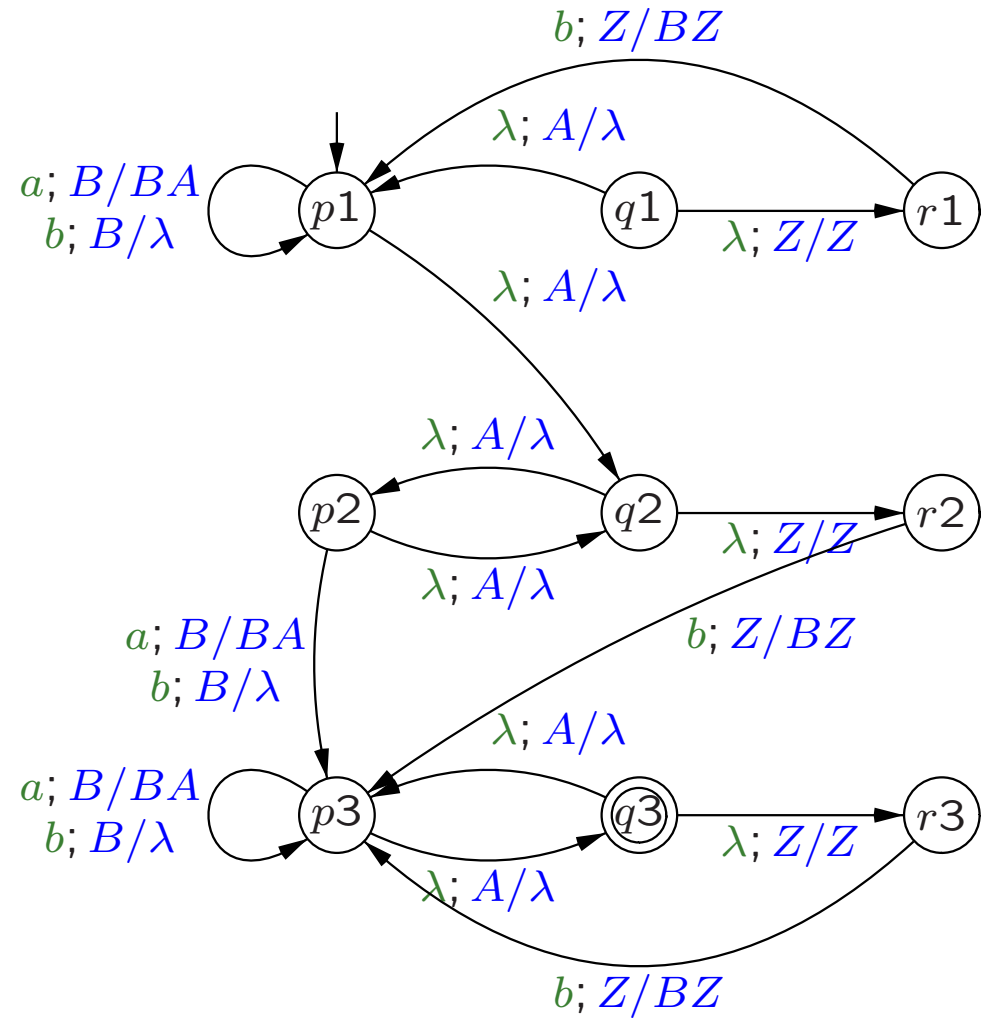 b; Z/BZ
λ; A/λ
a; B/BA
b; B/λ
p1
q1
r1
λ; Z/Z
λ; A/λ
λ; A/λ
p2
q2
r2
λ; Z/Z
λ; A/λ
a; B/BA
b; B/λ
b; Z/BZ
λ; A/λ
a; B/BA
b; B/λ
p3
q3
r3
λ; Z/Z
λ; A/λ
b; Z/BZ